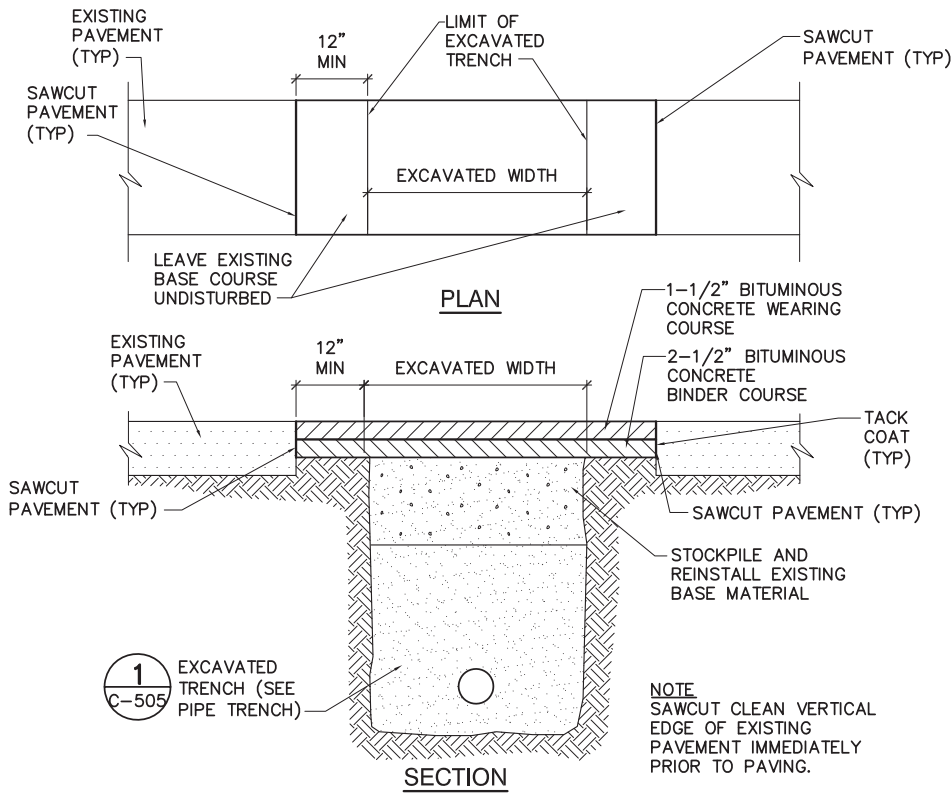 EXISTING
PAVEMENT
(TYP)
12"
MIN
LIMIT OF
EXCAVATED
TRENCH
SAWCUT
PAVEMENT (TYP)
SAWCUT
PAVEMENT
(TYP)
EXCAVATED WIDTH
LEAVE EXISTING
BASE COURSE
UNDISTURBED
PLAN
1-1/2" BITUMINOUS
CONCRETE WEARING
COURSE
2-1/2" BITUMINOUS
CONCRETE
BINDER COURSE
EXISTING
PAVEMENT
(TYP)
12"
MIN
EXCAVATED WIDTH
TACK
COAT
(TYP)
SAWCUT
PAVEMENT (TYP)
SAWCUT PAVEMENT (TYP)
STOCKPILE AND
REINSTALL EXISTING
BASE MATERIAL
1
C-505
EXCAVATED
TRENCH (SEE
PIPE TRENCH)
NOTE
SAWCUT CLEAN VERTICAL
EDGE OF EXISTING
PAVEMENT IMMEDIATELY
PRIOR TO PAVING.
SECTION